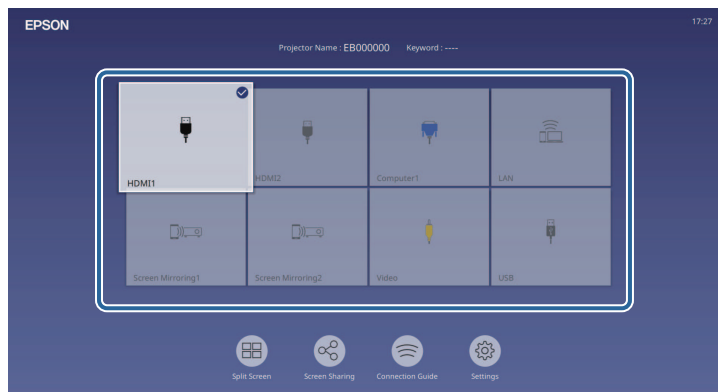 EPSON
17:27
Projector Name : EB000000 Keyword : ----
HDMI1
HDMI2
Computer1
LAN
Screen Mirroring1
Screen Mirroring2
Video
USB
Split Screen
Screen Sharing
Connection Guide
Settings